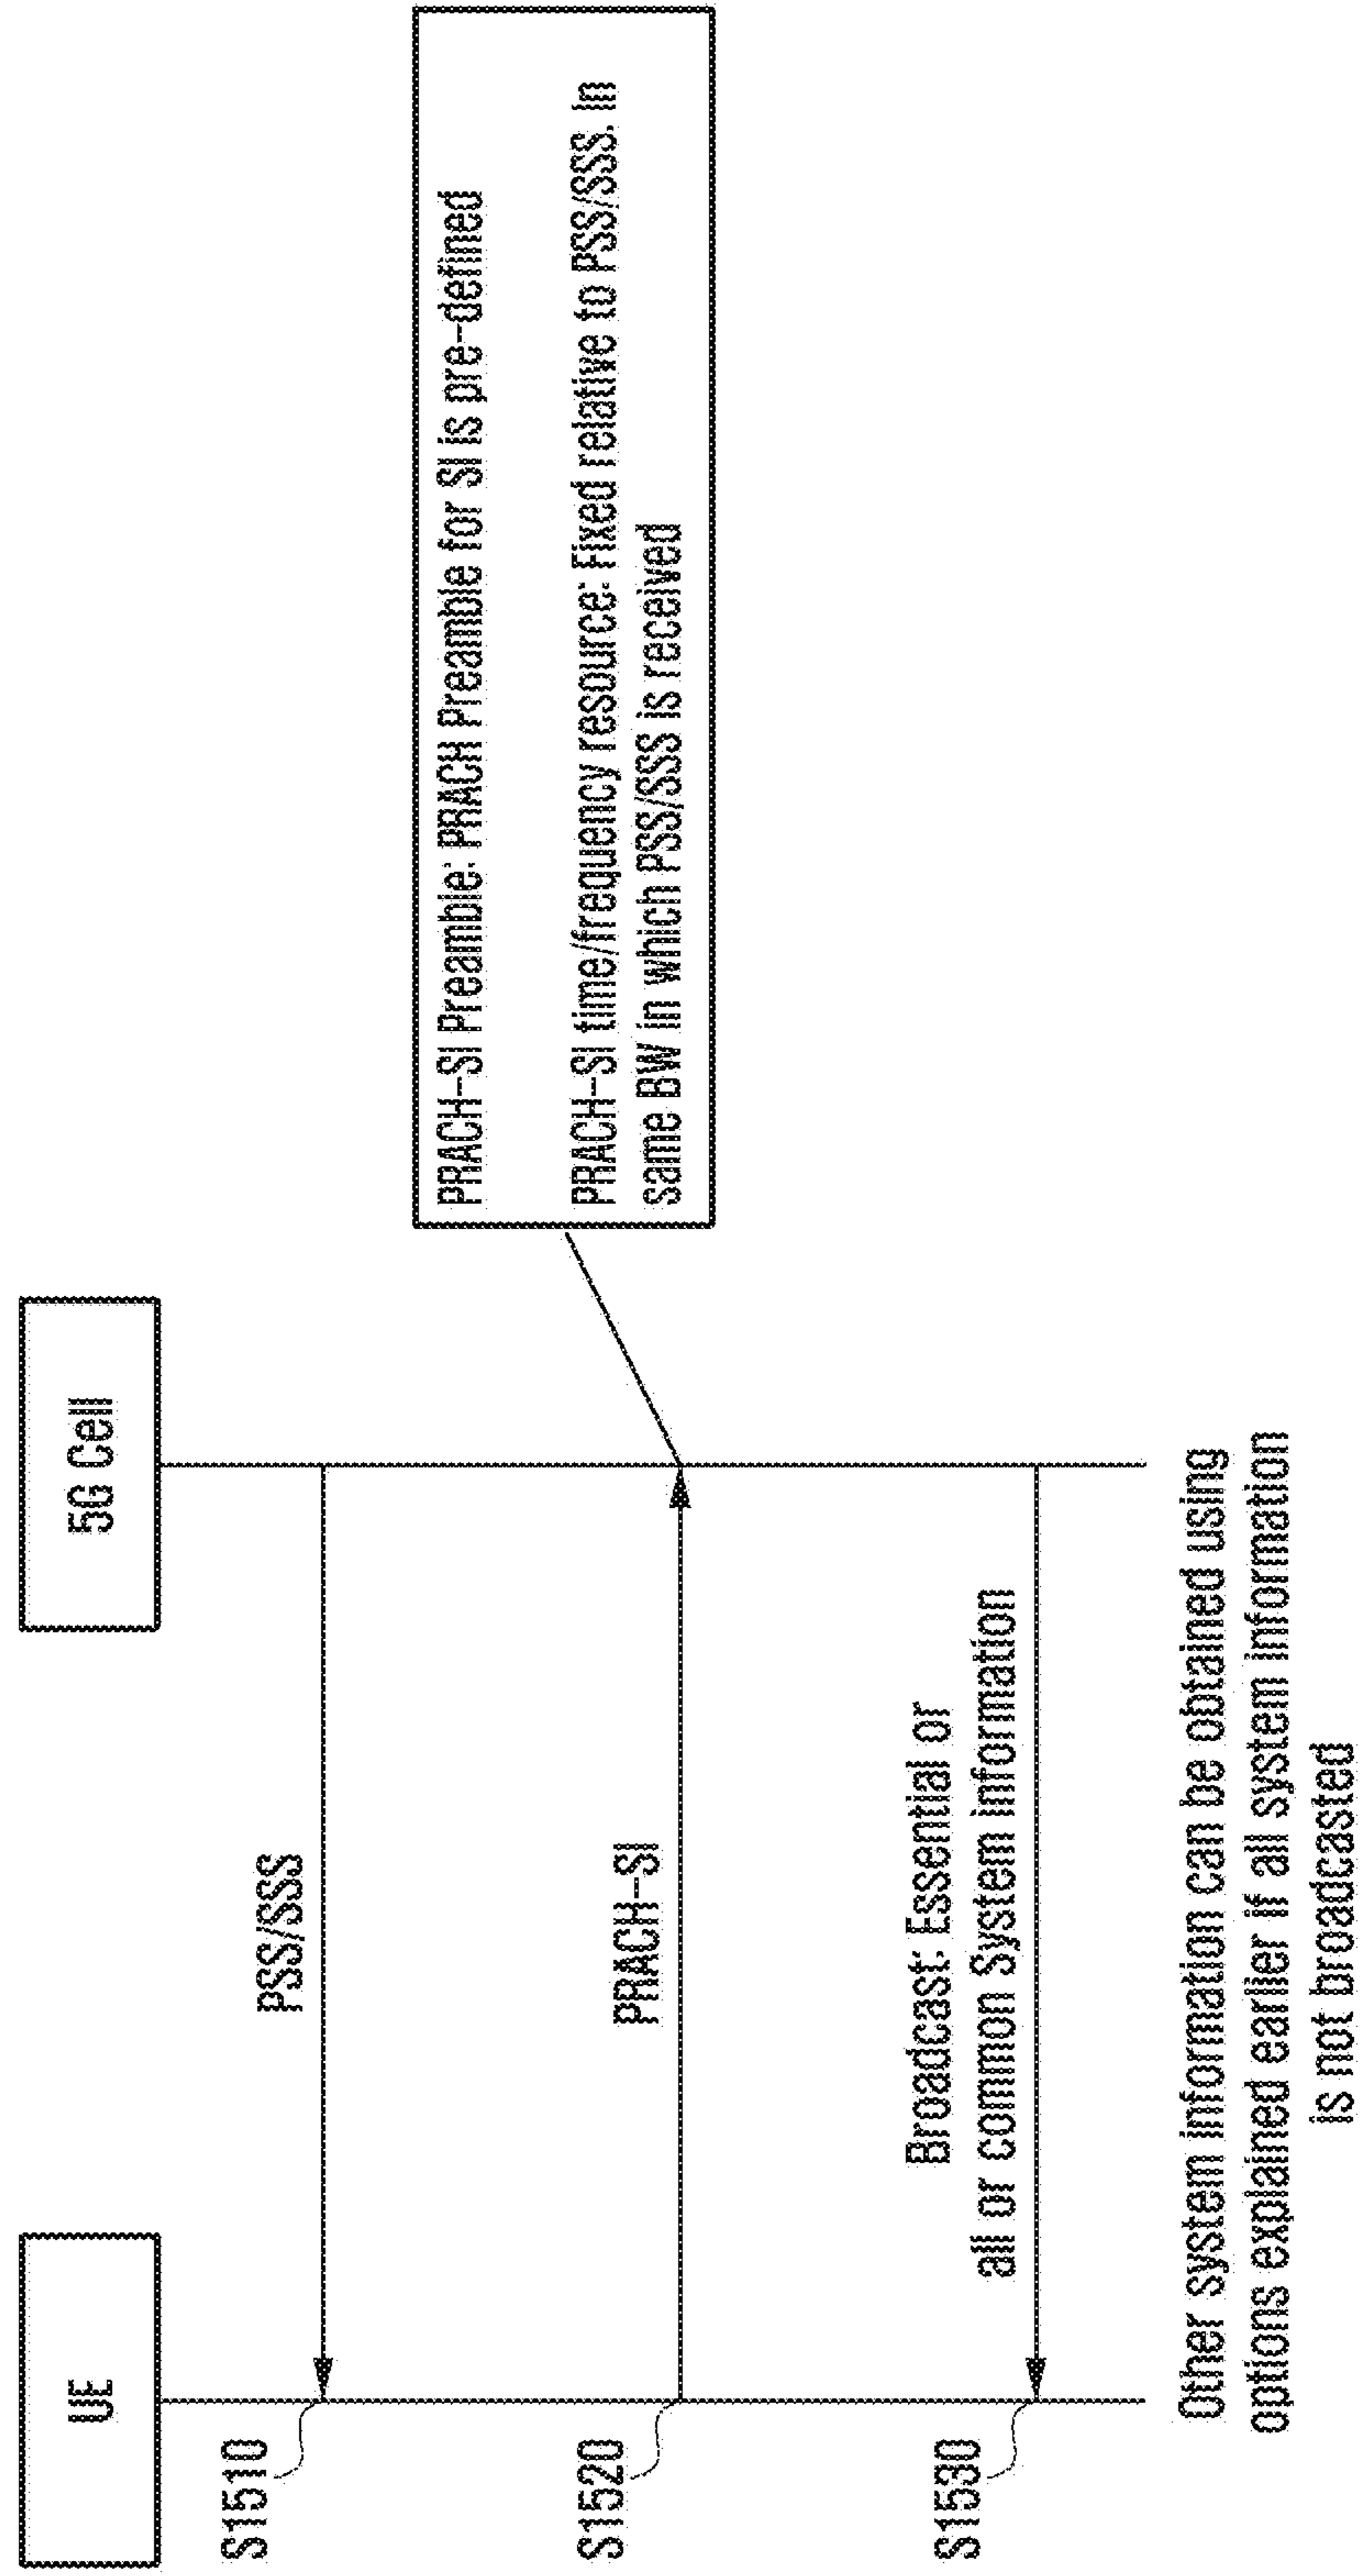 UE
5G Cell
S1510
PSS/SSS
S1520
PRACH-SI
PRACH-SI Preamble: PRACH Preamble for SI is pre-defined
PRACH-SI time/frequency resource: Fixed relative to PSS/SSS. In
same BW in which PSS/SSS is received
S1530
Broadcast: Essential or
all or common System information
Other system information can be obtained using
options explained earlier if all system information
is not broadcasted